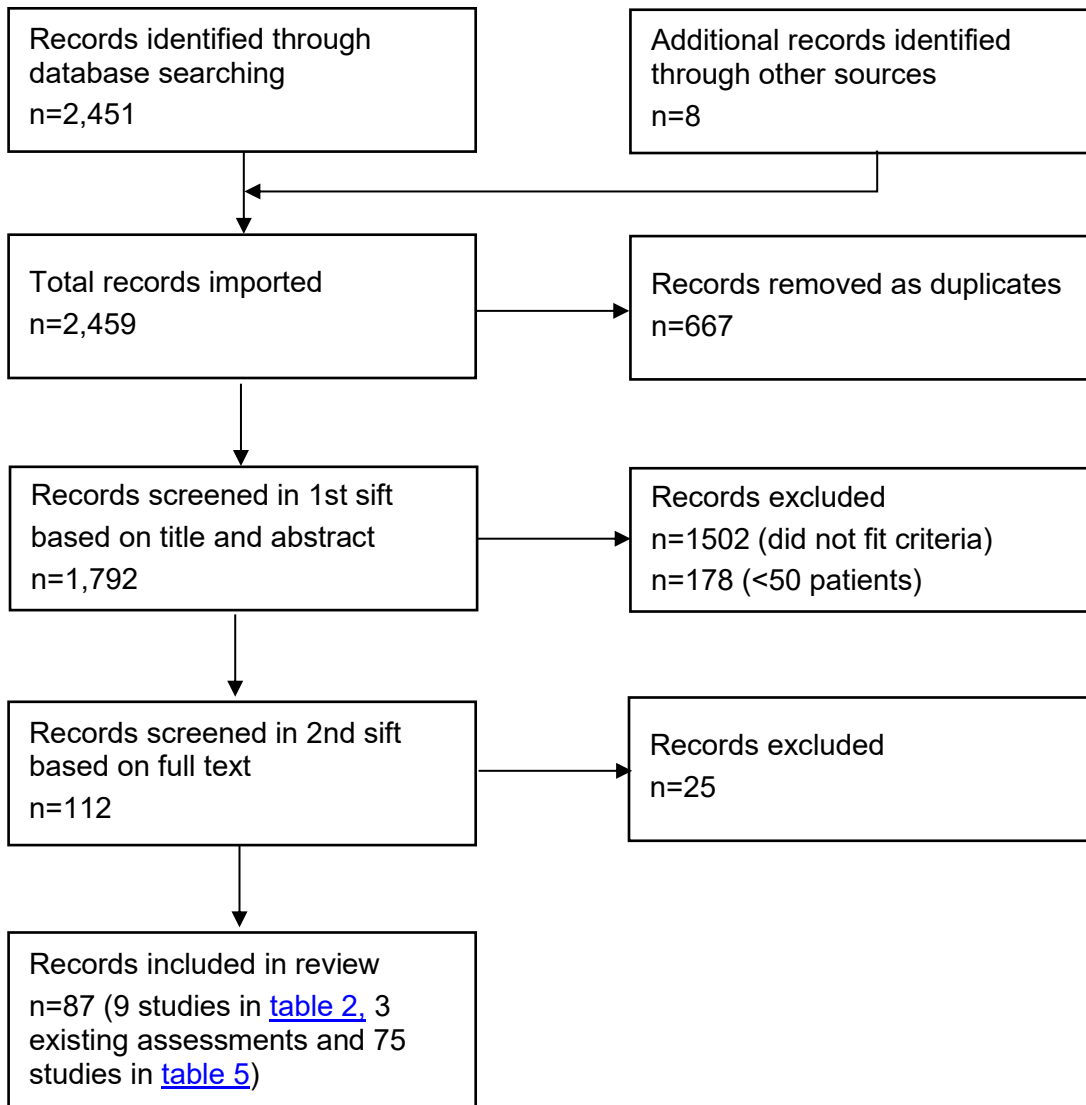 Records identified through
database searching
n=2,451
Additional records identified
through other sources
n=8
Total records imported
n=2,459
Records removed as duplicates
n=667
Records screened in 1st sift
based on title and abstract
n=1,792
Records excluded
n=1502 (did not fit criteria)
n=178 (<50 patients)
Records screened in 2nd sift
based on full text
n=112
Records excluded
n=25
Records included in review
n=87 (9 studies in table 2, 3
existing assessments and 75
studies in table 5)